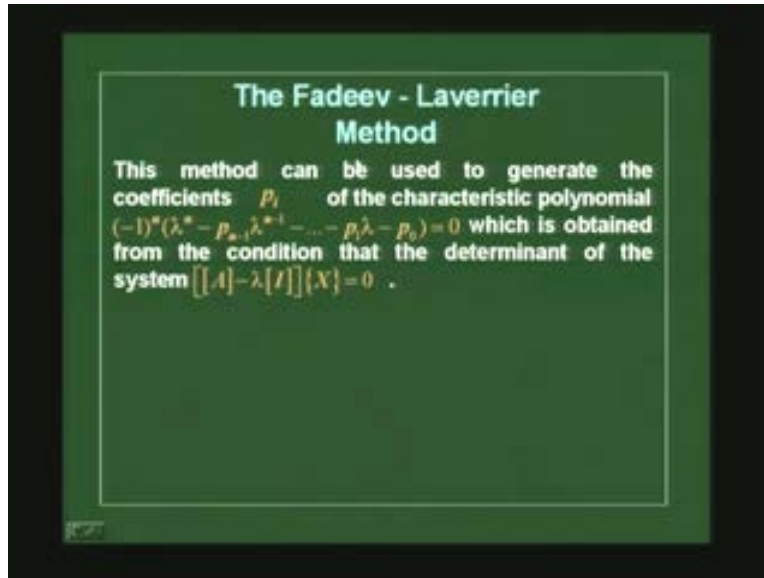 The Fadeev - Laverrier
Method
This method can be used to generate the
coefficients p_i of the characteristic polynomial
(-1)^n(λ^n - p_{n-1}λ^{n-1} - ... - p_1λ - p_0) = 0 which is obtained
from the condition that the determinant of the
system [[A]-λ[I]]{X}=0 .